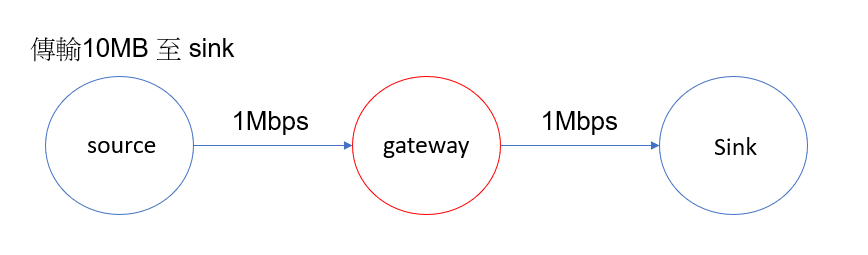 傳輸10MB 至 sink
1Mbps
1Mbps
source
gateway
Sink